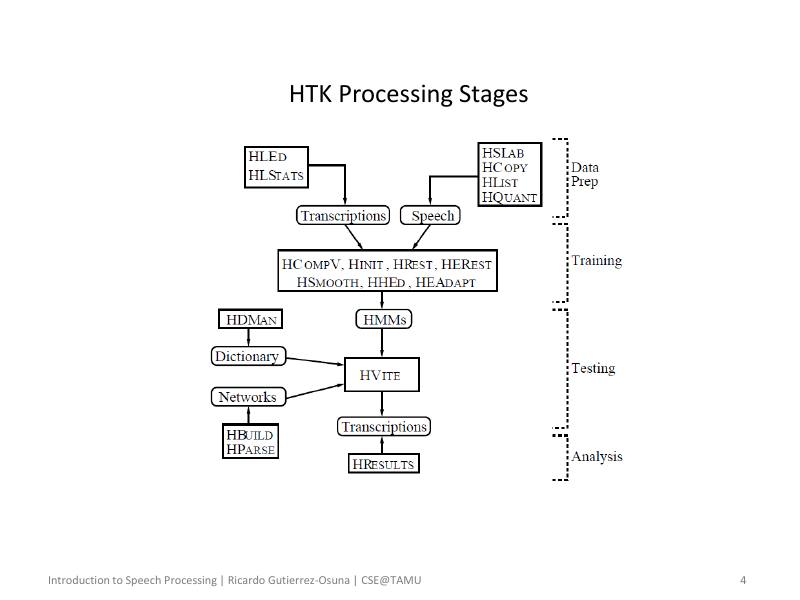 HTK Processing Stages
HLED
HLSTATS
HSLAB
HCOPY
HLIST
HQUANT
Data
Prep
Transcriptions
Speech
HCOMPV, HINIT, HREST, HEREST
HSMOOTH, HHED, HEADAPT
Training
HDMAN
HMMs
Dictionary
HVITE
Testing
Networks
Transcriptions
HBUILD
HPARSE
HRESULTS
Analysis
Introduction to Speech Processing | Ricardo Gutierrez-Osuna | CSE@TAMU
4